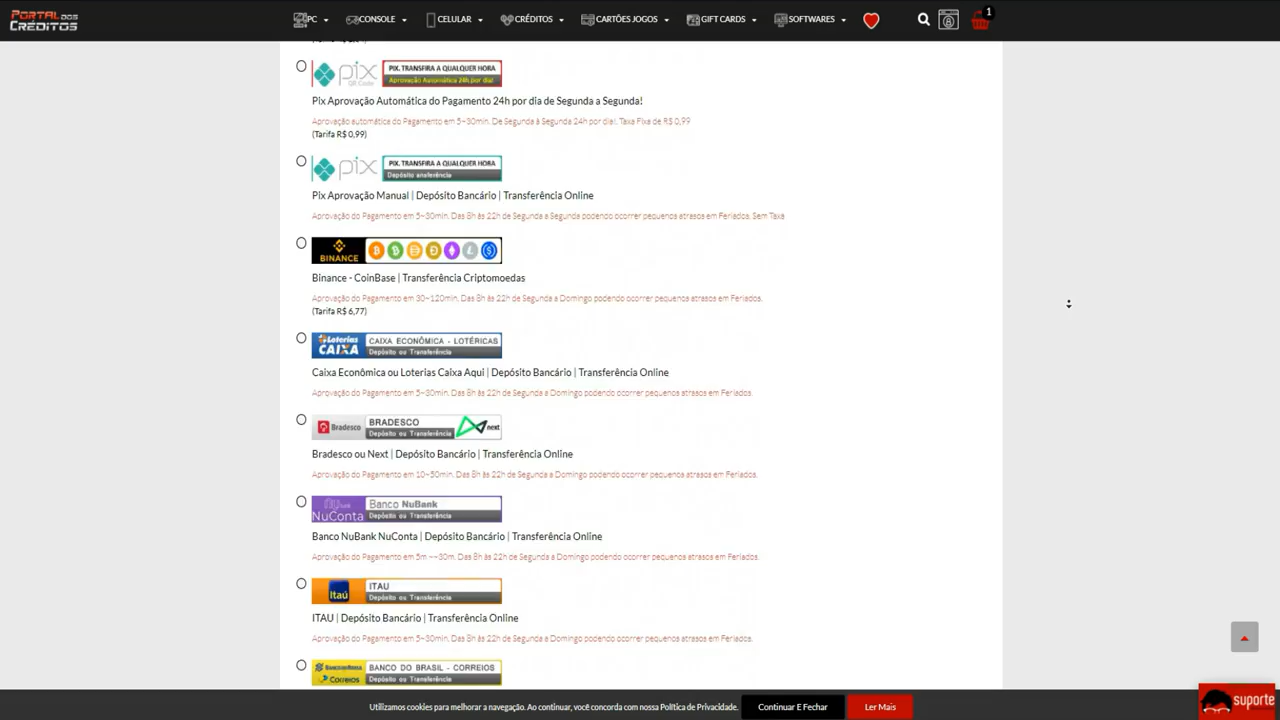 PORTAL DOS CRÉDITOS
PC
CONSOLE
CELULAR
CRÉDITOS
CARTÕES JOGOS
GIFT CARDS
SOFTWARES
1
pix
QR Code
PIX. TRANSFIRA A QUALQUER HORA
Aprovação Automática 24h por dia!
Pix Aprovação Automática do Pagamento 24h por dia de Segunda a Segunda!
Aprovação automática do Pagamento em 5~30min. De Segunda à Segunda 24h por dia!. Taxa Fixa de R$ 0,99
(Tarifa R$ 0,99)
pix
PIX. TRANSFIRA A QUALQUER HORA
Pix Aprovação Manual | Depósito Bancário | Transferência Online
Aprovação do Pagamento em 5~30min. Das 8h às 22h de Segunda a Segunda podendo ocorrer pequenos atrasos em Feriados. Sem Taxa
BINANCE
Binance - CoinBase | Transferência Criptomoedas
Aprovação do Pagamento em 30~120min. Das 8h às 22h de Segunda a Domingo podendo ocorrer pequenos atrasos em Feriados.
(Tarifa R$ 6,77)
Loterias CAIXA
CAIXA ECONÔMICA - LOTÉRICAS
Depósito ou Transferência
Caixa Econômica ou Loterias Caixa Aqui | Depósito Bancário | Transferência Online
Aprovação do Pagamento em 5~30min. Das 8h às 22h de Segunda a Domingo podendo ocorrer pequenos atrasos em Feriados.
Bradesco
BRADESCO
Depósito ou Transferência
next
Bradesco ou Next | Depósito Bancário | Transferência Online
Aprovação do Pagamento em 10~50min. Das 8h às 22h de Segunda a Domingo podendo ocorrer pequenos atrasos em Feriados.
NuConta
Banco NuBank
Depósito ou Transferência
Banco NuBank NuConta | Depósito Bancário | Transferência Online
Aprovação do Pagamento em 5m ~~30m. Das 8h às 22h de Segunda a Domingo podendo ocorrer pequenos atrasos em Feriados.
Itaú
ITAU
Depósito ou Transferência
ITAU | Depósito Bancário | Transferência Online
Aprovação do Pagamento em 5~30min. Das 8h às 22h de Segunda a Domingo podendo ocorrer pequenos atrasos em Feriados.
Correios
BANCO DO BRASIL - CORREIOS
Depósito ou Transferência
Utilizamos cookies para melhorar a navegação. Ao continuar, você concorda com nossa Política de Privacidade.
Continuar E Fechar
Ler Mais
suporte